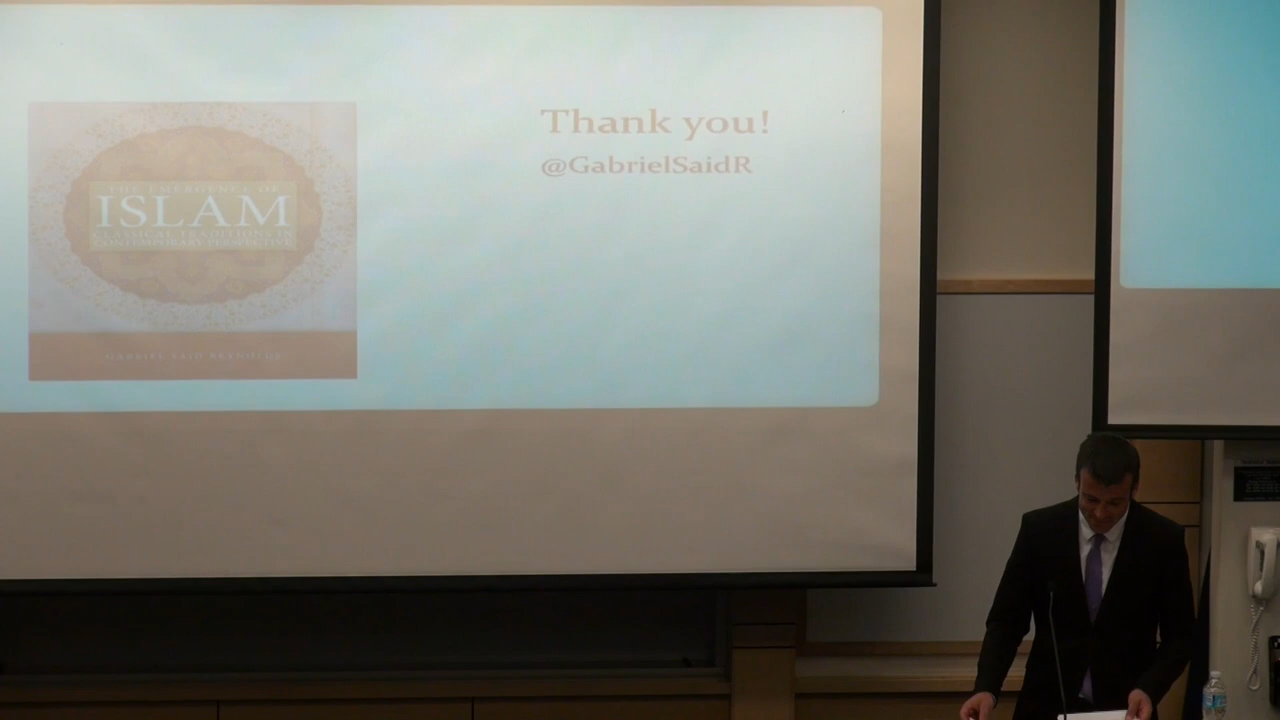 THE EMERGENCE OF
ISLAM
CLASSICAL TRADITIONS IN
CONTEMPORARY PERSPECTIVE
GABRIEL SAID REYNOLDS
Thank you!
@GabrielSaidR